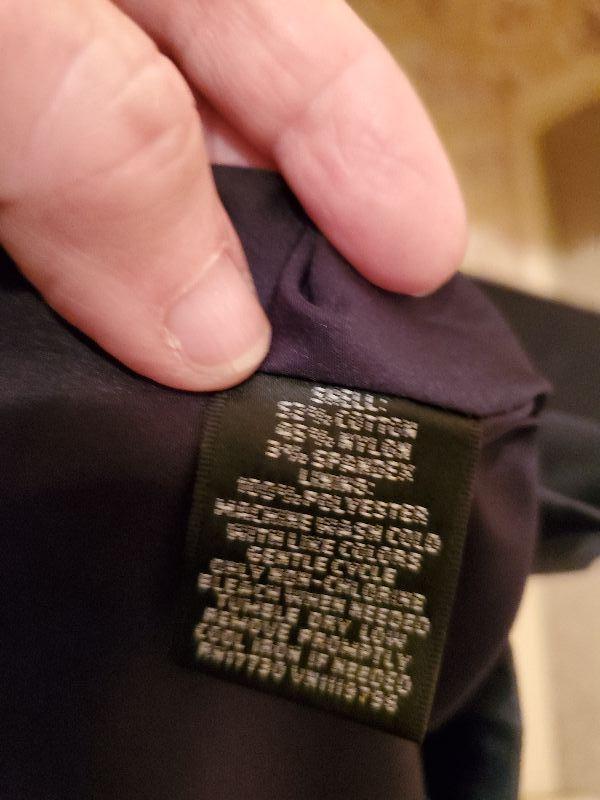 SHELL:
% COTTON
% NYLON
3% SPANDEX
LINING:
100% POLYESTER
MACHINE WASH COLD
WITH LIKE COLORS
GENTLE CYCLE
ONLY NON-CHLORINE
BLEACH WHEN NEEDED
TUMBLE DRY LOW
REMOVE PROMPTLY
COOL IRON IF NEEDED